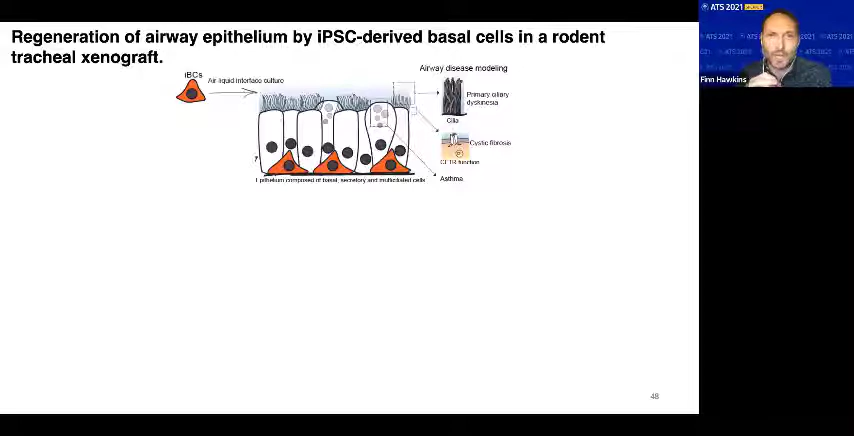 Regeneration of airway epithelium by iPSC-derived basal cells in a rodent
tracheal xenograft.
iBCs
Air-liquid interface culture
Airway disease modeling
Primary ciliary
dyskinesia
Cilia
Cystic fibrosis
CFTR function
Asthma
Epithelium composed of basal, secretory and multiciliated cells
48
ATS 2021
Finn Hawkins